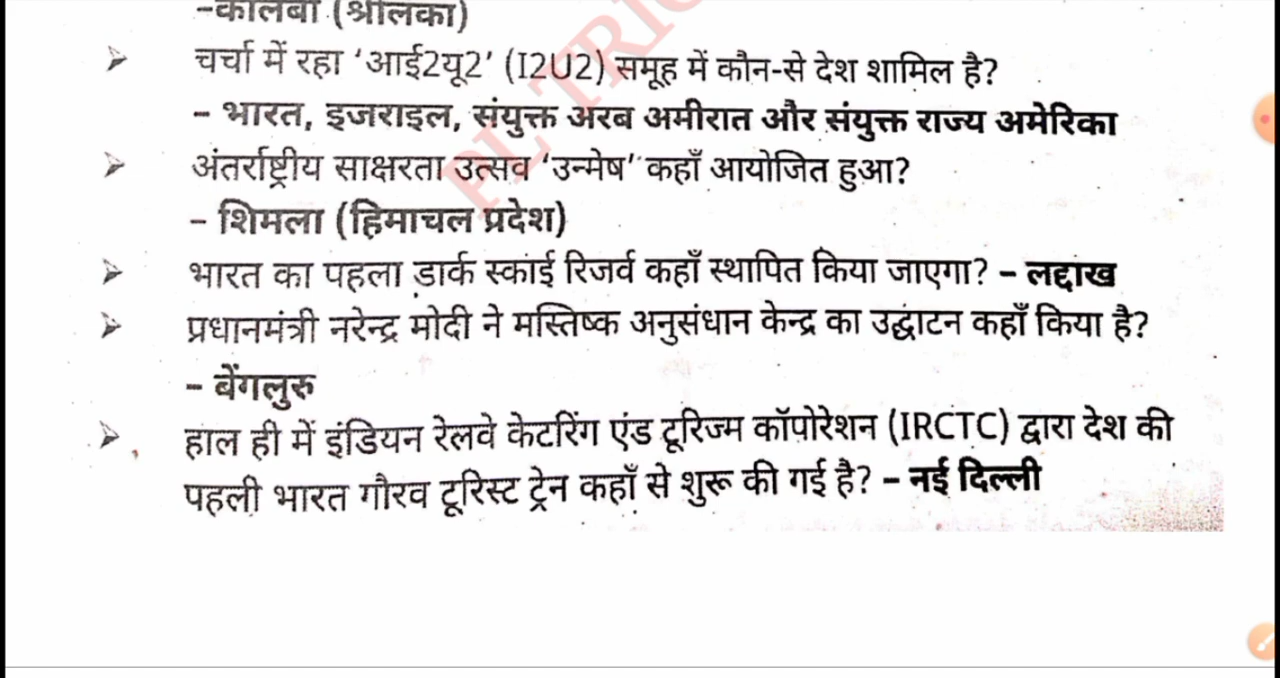 -कोलंबो (श्रीलंका)
चर्चा में रहा ‘आई2यू2’ (I2U2) समूह में कौन-से देश शामिल है?
- भारत, इजराइल, संयुक्त अरब अमीरात और संयुक्त राज्य अमेरिका
अंतर्राष्ट्रीय साक्षरता उत्सव ‘उन्मेष’ कहाँ आयोजित हुआ?
- शिमला (हिमाचल प्रदेश)
भारत का पहला डार्क स्काई रिजर्व कहाँ स्थापित किया जाएगा? - लद्दाख
प्रधानमंत्री नरेन्द्र मोदी ने मस्तिष्क अनुसंधान केन्द्र का उद्घाटन कहाँ किया है?
- बेंगलुरु
हाल ही में इंडियन रेलवे केटरिंग एंड टूरिज्म कॉपोरेशन (IRCTC) द्वारा देश की
पहली भारत गौरव टूरिस्ट ट्रेन कहाँ से शुरू की गई है? - नई दिल्ली